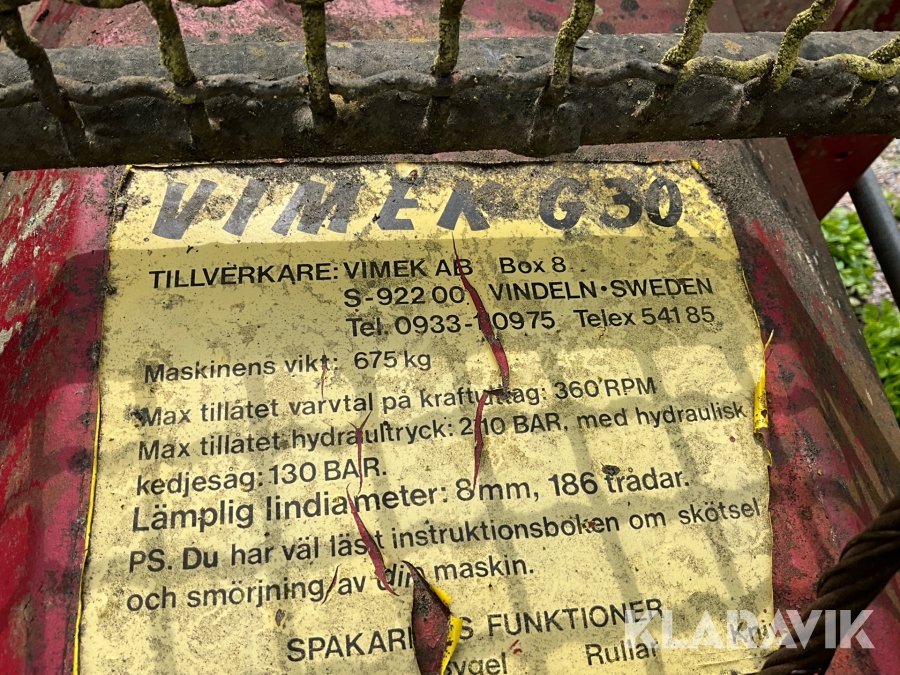 VIMEK G30
TILLVERKARE: VIMEK AB Box 8
S-922 00 VINDELN·SWEDEN
Tel. 0933-10975 Telex 54185
Maskinens vikt: 675 kg
Max tillåtet varvtal på kraftuttag: 360 RPM
Max tillåtet hydraultryck: 210 BAR, med hydraulisk
kedjesåg: 130 BAR.
Lämplig lindiameter: 8 mm, 186 trådar.
PS. Du har väl läst instruktionsboken om skötsel
och smörjning av din maskin.
SPAKARNAS FUNKTIONER
Rullar
KLARAVIK